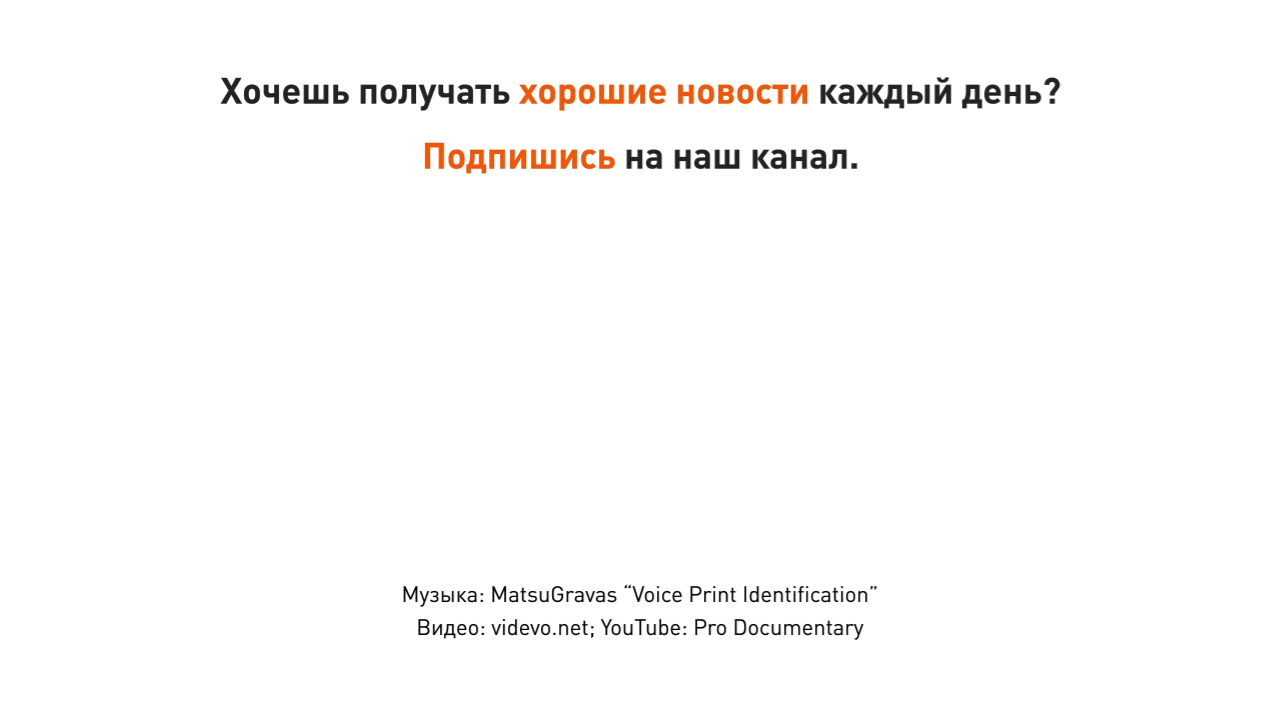 Хочешь получать хорошие новости каждый день?
Подпишись на наш канал.
Музыка: MatsuGravas “Voice Print Identification”
Видео: videvo.net; YouTube: Pro Documentary